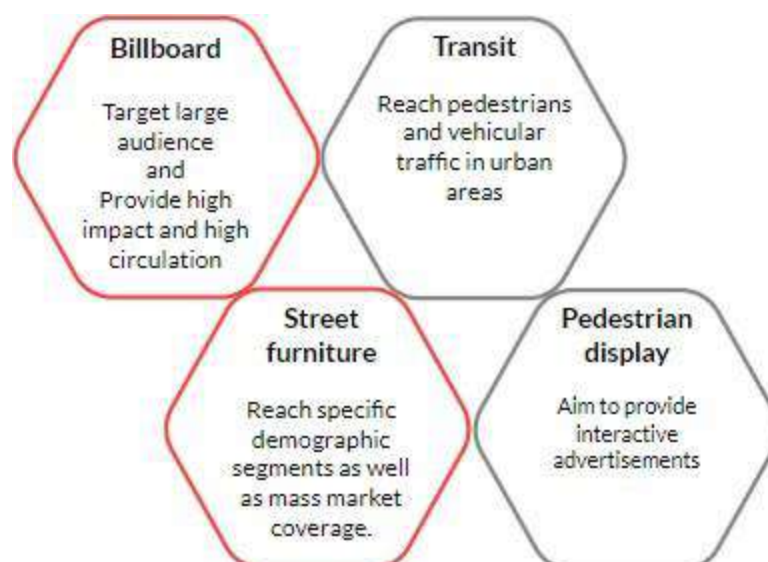 Billboard
Target large
audience
and
Provide high
impact and high
circulation
Transit
Reach pedestrians
and vehicular
traffic in urban
areas
Street
furniture
Reach specific
demographic
segments as well
as mass market
coverage.
Pedestrian
display
Aim to provide
interactive
advertisements